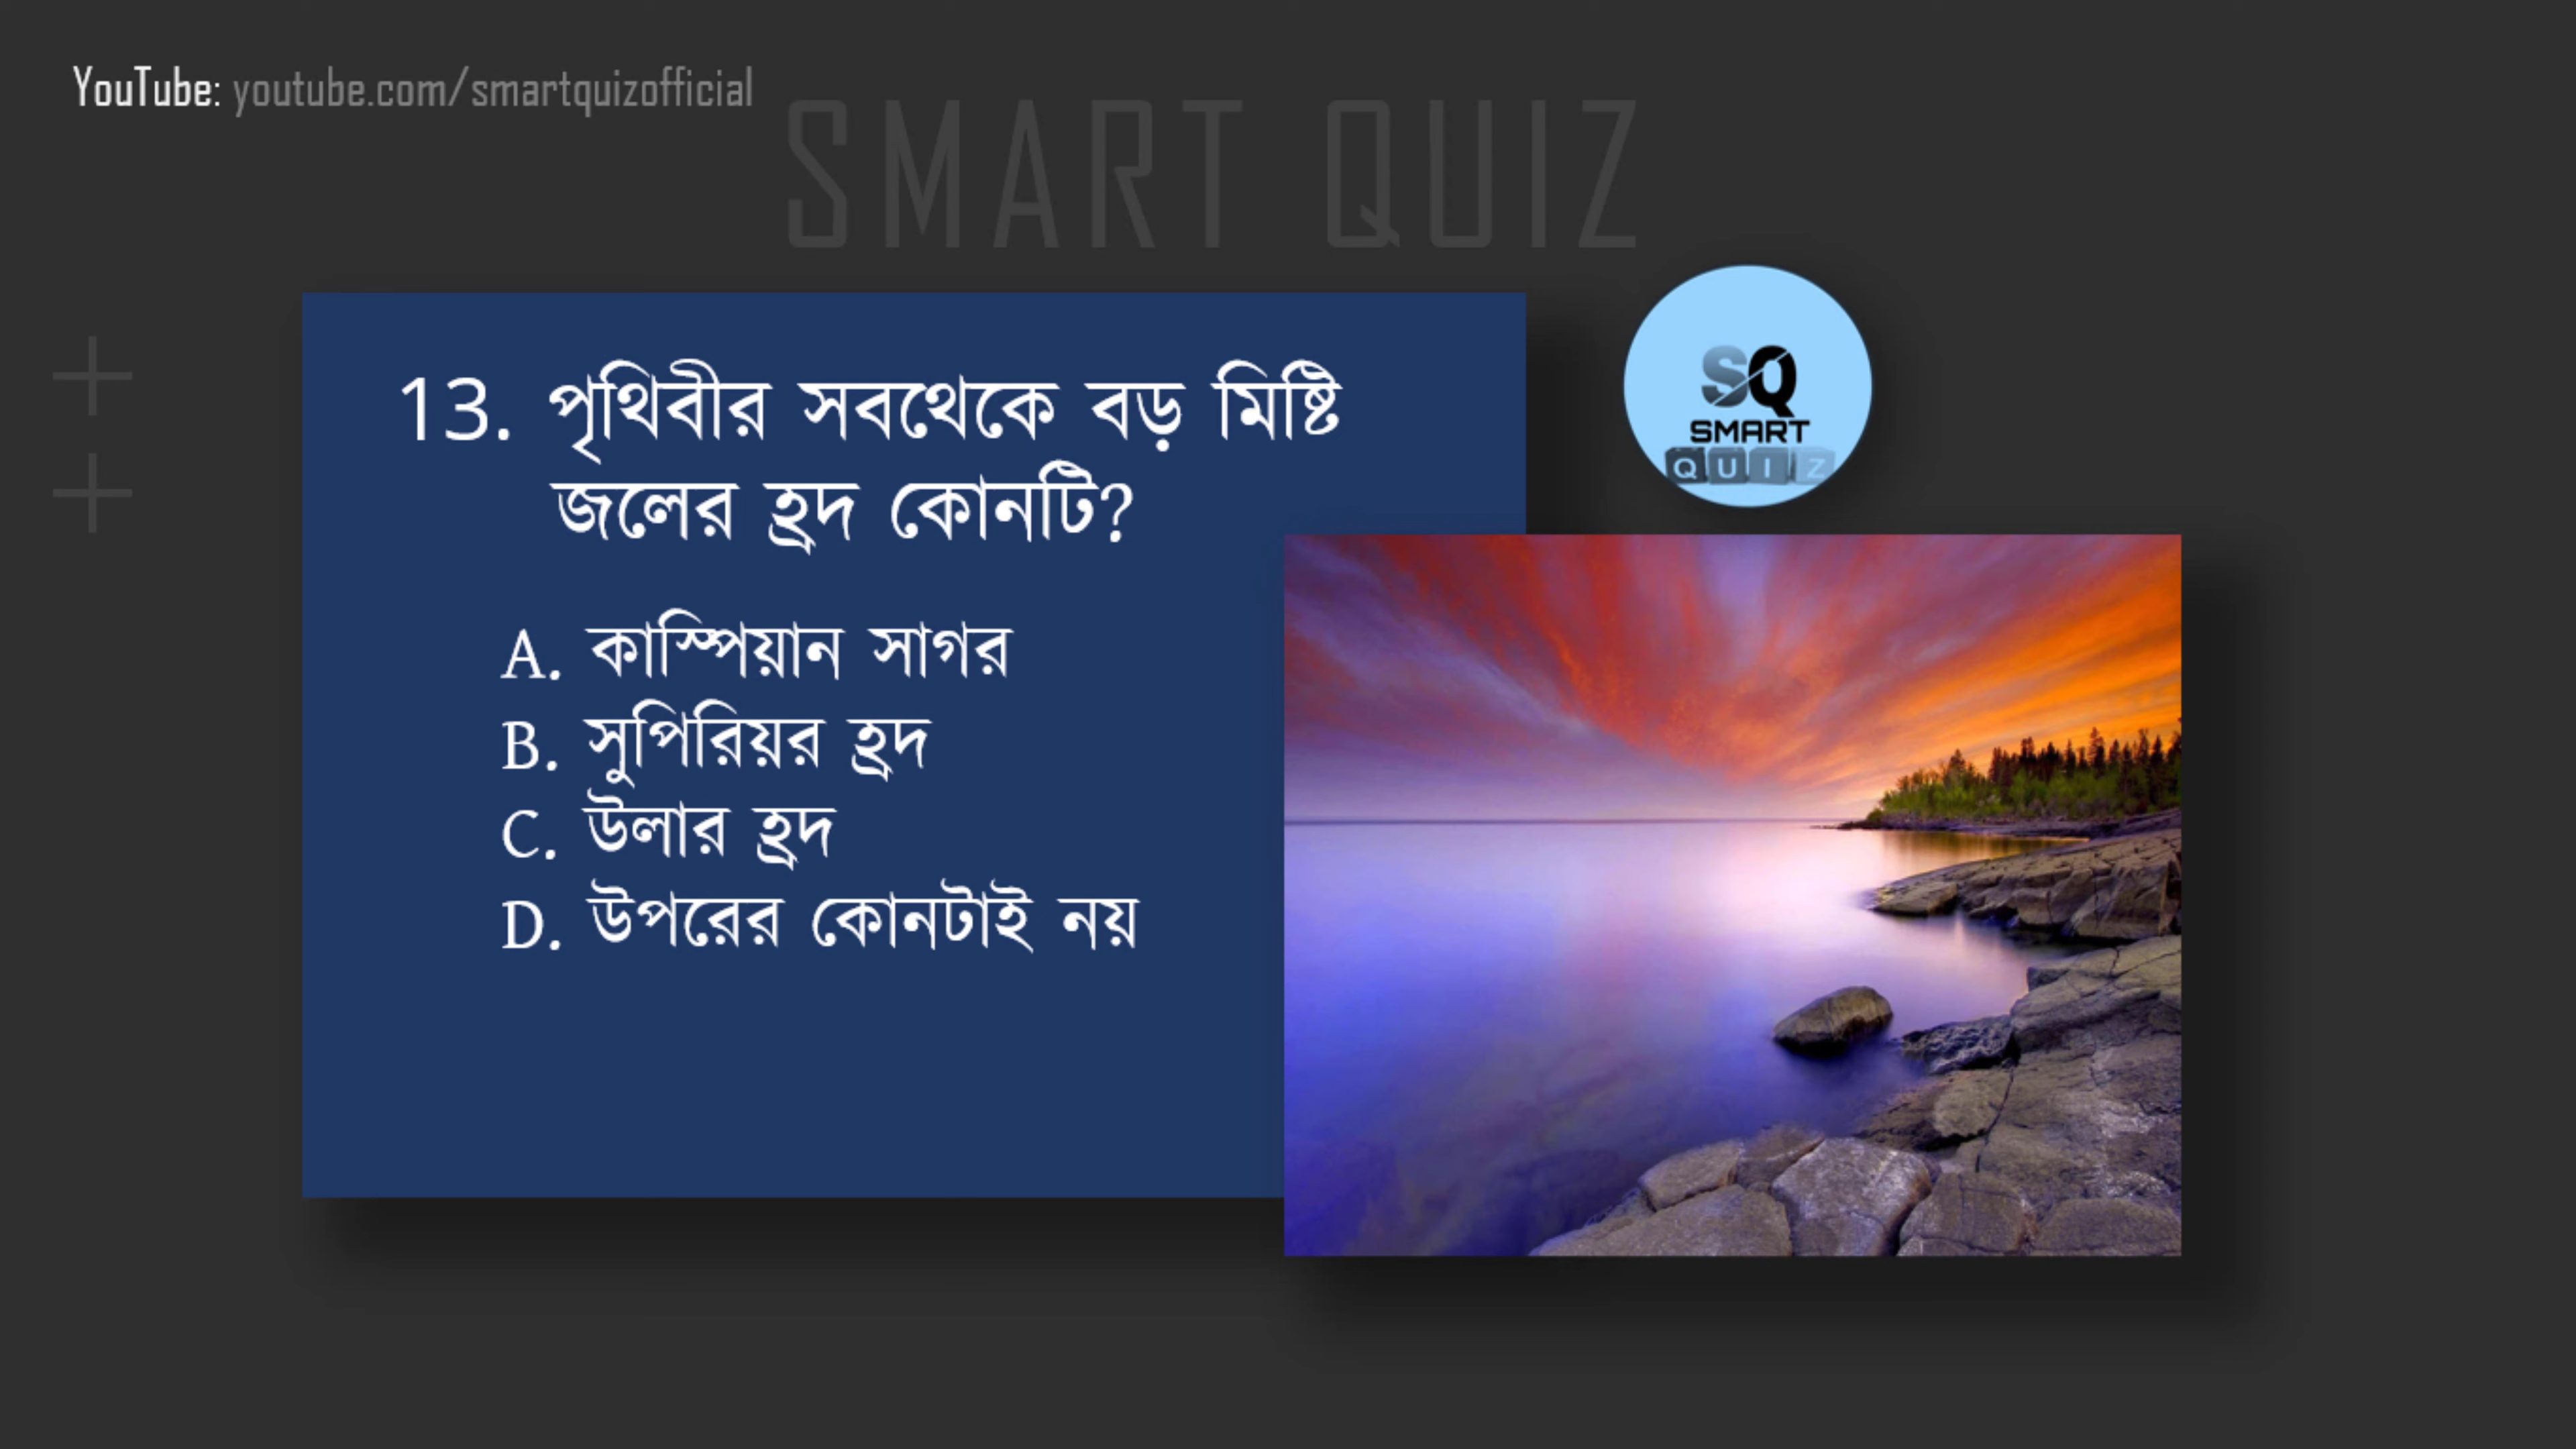 YouTube: youtube.com/smartquizofficial
SMART QUIZ
SQ
SMART
QUIZ
13. পৃথিবীর সবথেকে বড় মিষ্টি
জলের হ্রদ কোনটি?
A. কাস্পিয়ান সাগর
B. সুপিরিয়র হ্রদ
C. উলার হ্রদ
D. উপরের কোনটাই নয়